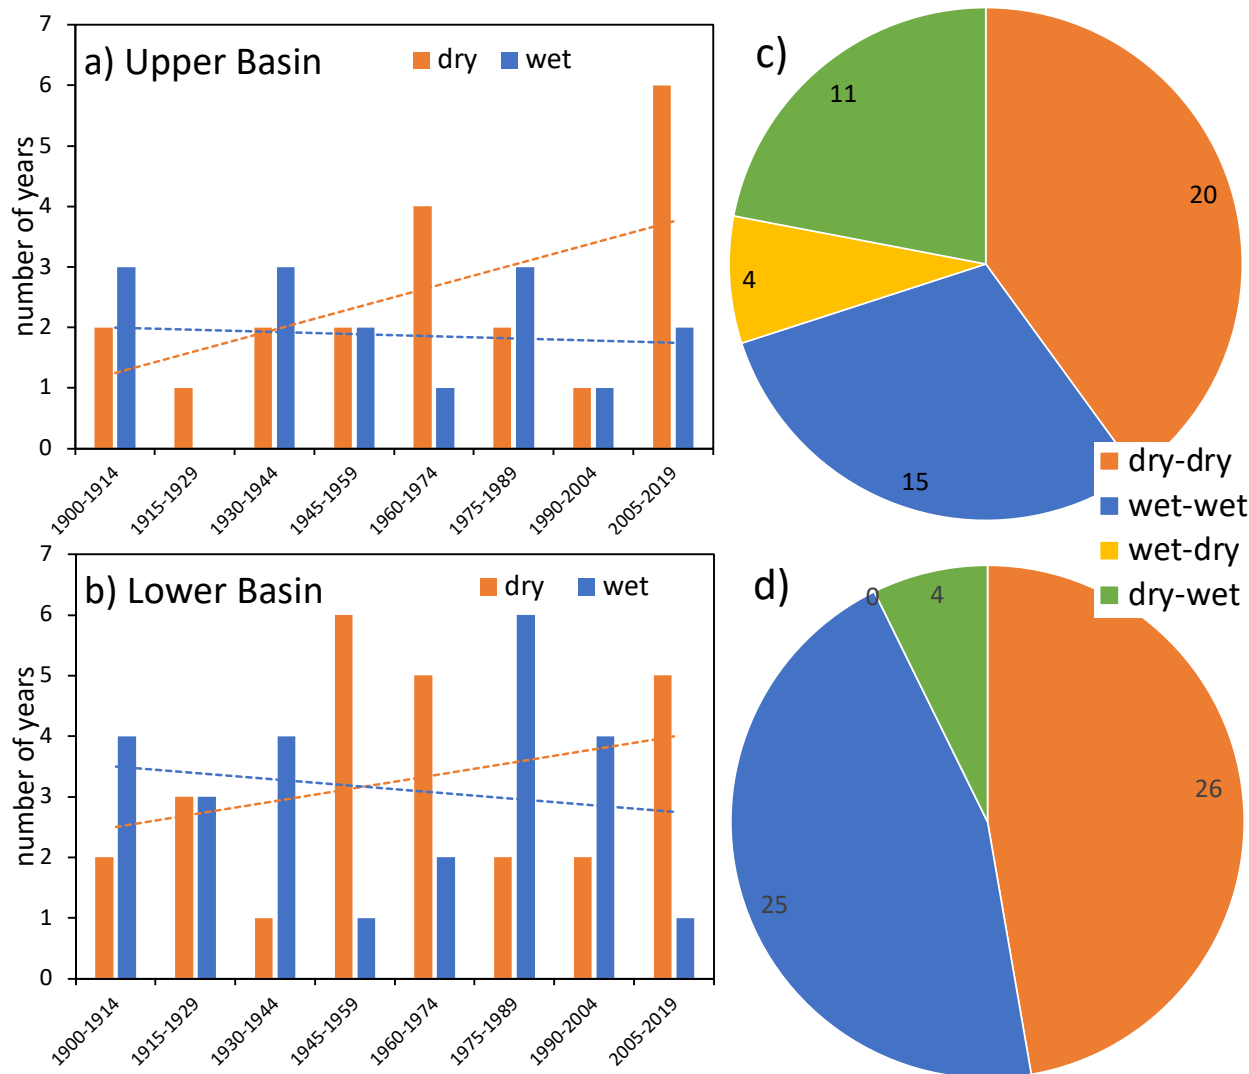 a) Upper Basin
dry
wet
number of years
7
6
5
4
3
2
1
0
1900-1914
1915-1929
1930-1944
1945-1959
1960-1974
1975-1989
1990-2004
2005-2019
c)
11
20
4
15
dry-dry
wet-wet
wet-dry
dry-wet
b) Lower Basin
dry
wet
number of years
7
6
5
4
3
2
1
0
1900-1914
1915-1929
1930-1944
1945-1959
1960-1974
1975-1989
1990-2004
2005-2019
d)
0
4
26
25